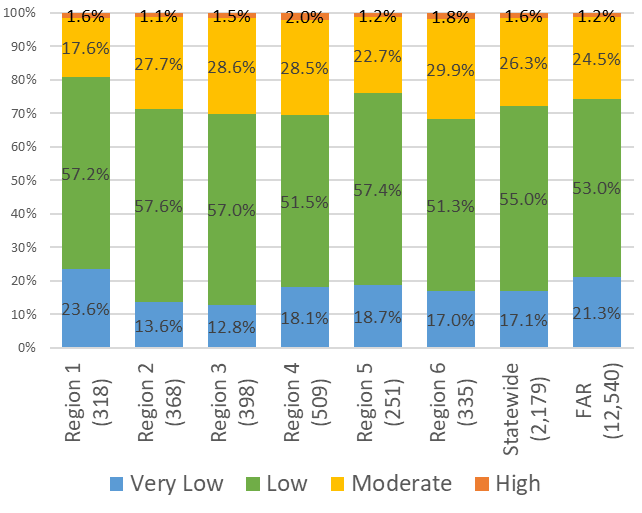 100%
90%
80%
70%
60%
50%
40%
30%
20%
10%
0%
1.6% 1.1% 1.5% 2.0% 1.2% 1.8% 1.6% 1.2%
17.6% 27.7% 28.6% 28.5% 22.7% 29.9% 26.3% 24.5%
57.2% 57.6% 57.0% 51.5% 57.4% 51.3% 55.0% 53.0%
23.6% 13.6% 12.8% 18.1% 18.7% 17.0% 17.1% 21.3%
Region 1
(318)
Region 2
(368)
Region 3
(398)
Region 4
(509)
Region 5
(251)
Region 6
(335)
Statewide
(2,179)
FAR
(12,540)
Very Low Low Moderate High